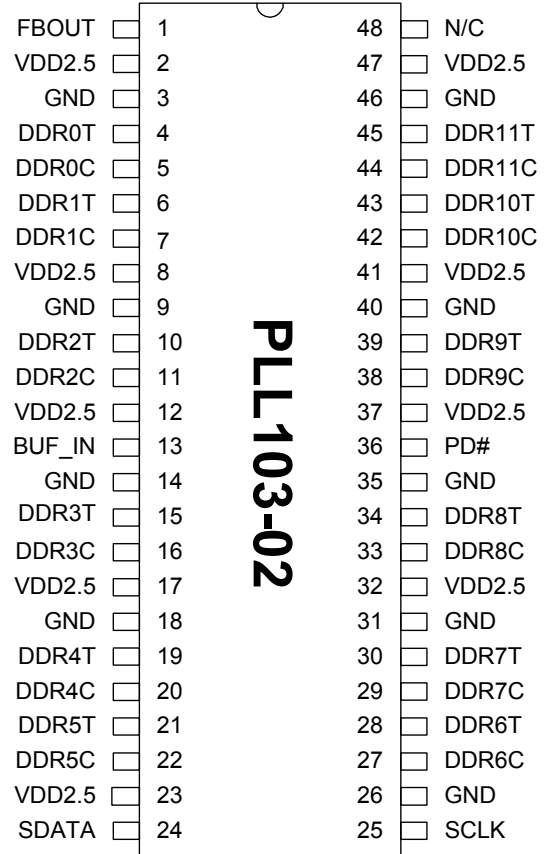 FBOUT 1 48 N/C
VDD2.5 2 47 VDD2.5
GND 3 46 GND
DDR0T 4 45 DDR11T
DDR0C 5 44 DDR11C
DDR1T 6 43 DDR10T
DDR1C 7 42 DDR10C
VDD2.5 8 41 VDD2.5
GND 9 40 GND
DDR2T 10 39 DDR9T
DDR2C 11 38 DDR9C
VDD2.5 12 37 VDD2.5
BUF_IN 13 36 PD#
GND 14 35 GND
DDR3T 15 34 DDR8T
DDR3C 16 33 DDR8C
VDD2.5 17 32 VDD2.5
GND 18 31 GND
DDR4T 19 30 DDR7T
DDR4C 20 29 DDR7C
DDR5T 21 28 DDR6T
DDR5C 22 27 DDR6C
VDD2.5 23 26 GND
SDATA 24 25 SCLK
PLL103-02